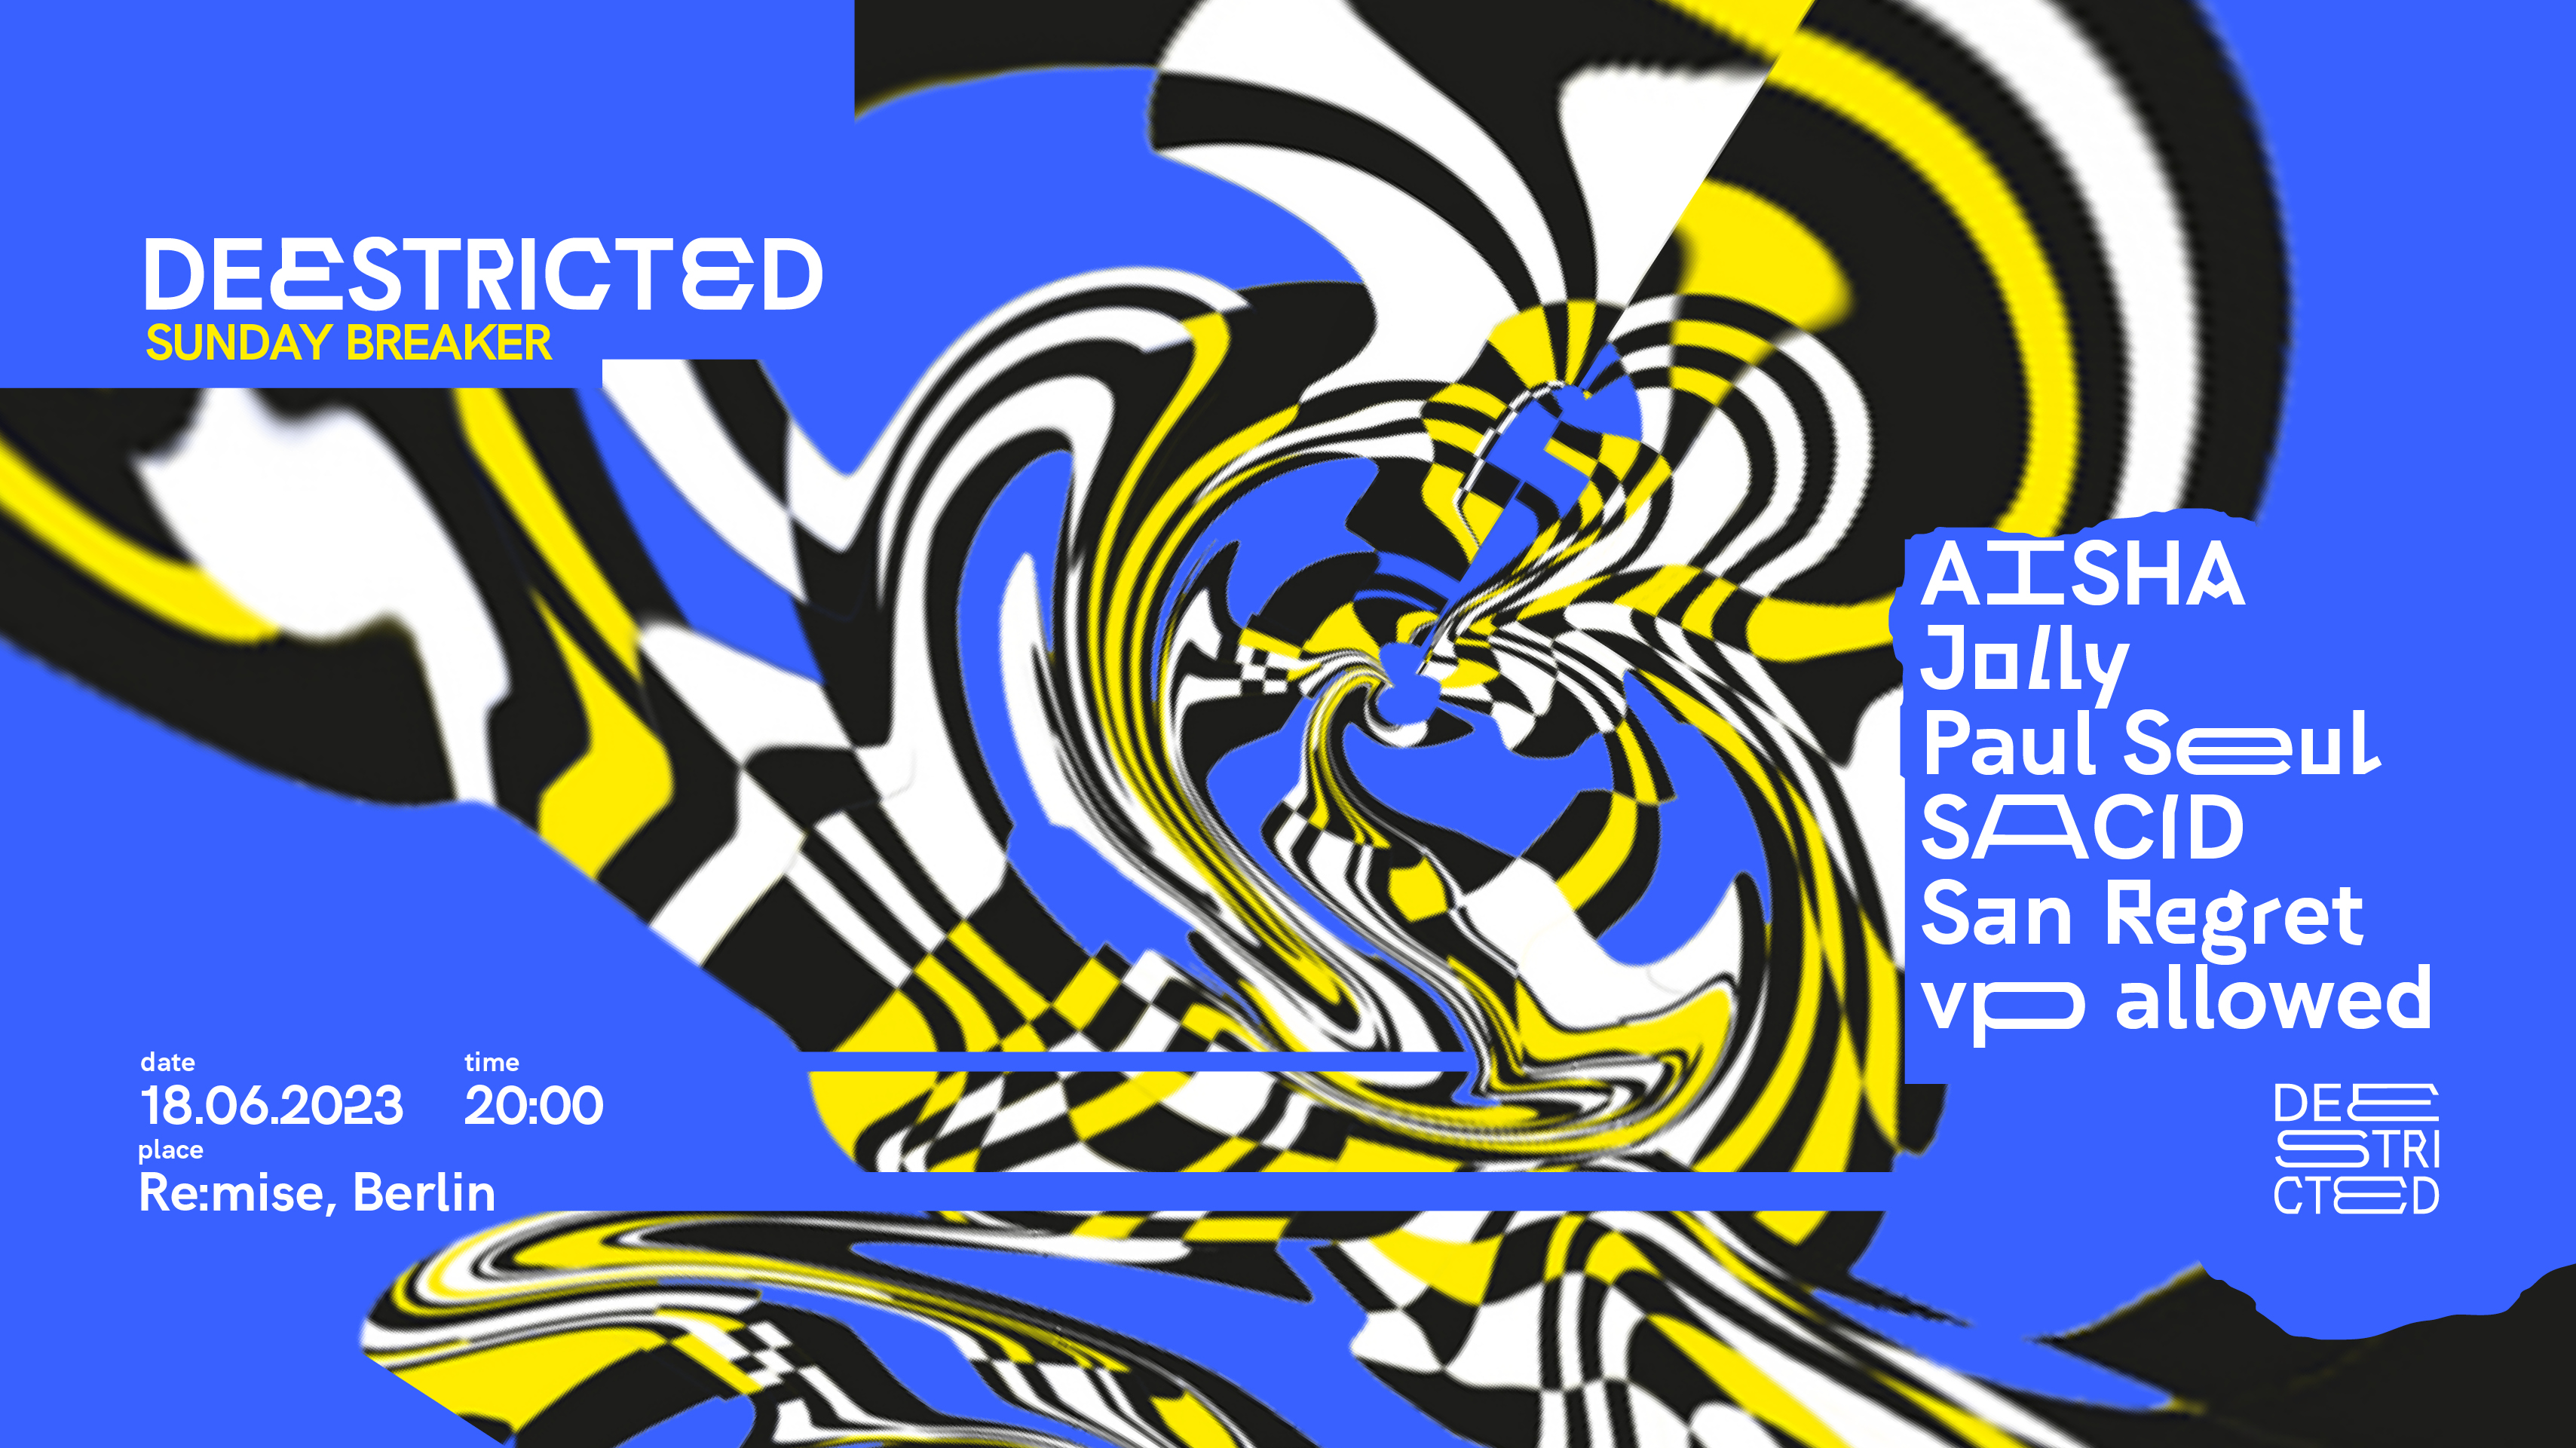 DEESTRICTED
SUNDAY BREAKER
AISHA
Jolly
Paul Seul
SACID
San Regret
vp allowed
date
18.06.2023
time
20:00
place
Re:mise, Berlin
DEE
STRI
CTED